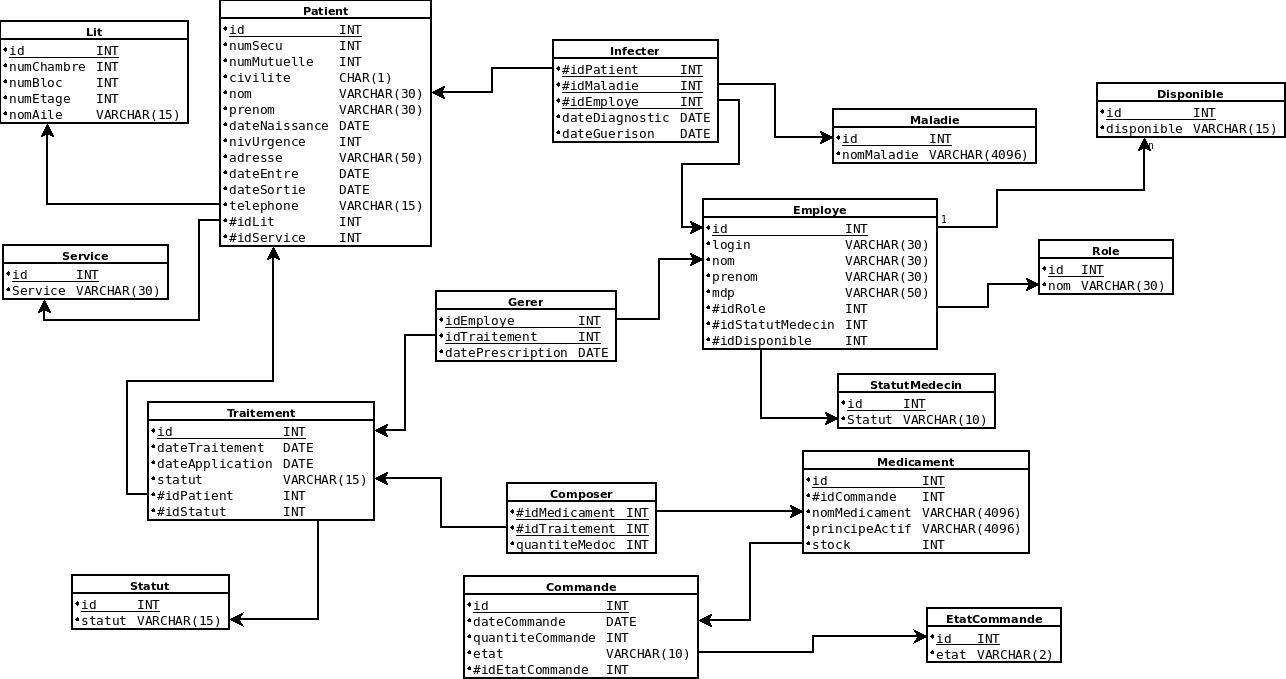 Lit
id INT
numChambre INT
numBloc INT
numEtage INT
nomAile VARCHAR(15)
Patient
id INT
numSecu INT
numMutuelle INT
civilite CHAR(1)
nom VARCHAR(30)
prenom VARCHAR(30)
dateNaissance DATE
nivUrgence INT
adresse VARCHAR(50)
dateEntre DATE
dateSortie DATE
telephone VARCHAR(15)
#idLit INT
#idService INT
Infecter
#idPatient INT
#idMaladie INT
#idEmploye INT
dateDiagnostic DATE
dateGuerison DATE
Maladie
id INT
nomMaladie VARCHAR(4096)
Disponible
id INT
disponible VARCHAR(15)
n
1
Employe
id INT
login VARCHAR(30)
nom VARCHAR(30)
prenom VARCHAR(30)
mdp VARCHAR(50)
#idRole INT
#idStatutMedecin INT
#idDisponible INT
Role
id INT
nom VARCHAR(30)
Service
id INT
Service VARCHAR(30)
Gerer
idEmploye INT
idTraitement INT
datePrescription DATE
StatutMedecin
id INT
Statut VARCHAR(10)
Traitement
id INT
dateTraitement DATE
dateApplication DATE
statut VARCHAR(15)
#idPatient INT
#idStatut INT
Medicament
id INT
#idCommande INT
nomMedicament VARCHAR(4096)
principeActif VARCHAR(4096)
stock INT
Composer
#idMedicament INT
#idTraitement INT
quantiteMedoc INT
Statut
id INT
statut VARCHAR(15)
Commande
id INT
dateCommande DATE
quantiteCommande INT
etat VARCHAR(10)
#idEtatCommande INT
EtatCommande
id INT
etat VARCHAR(2)